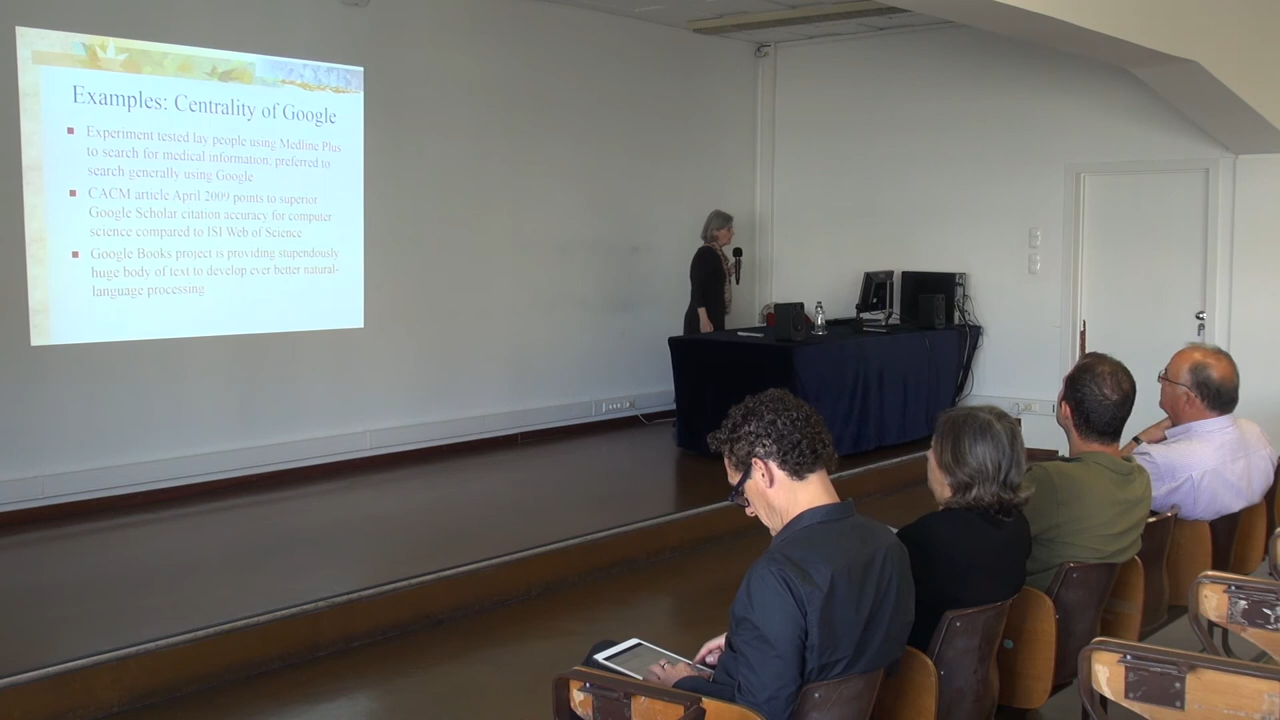 Examples: Centrality of Google
Experiment tested lay people using Medline Plus
to search for medical information; preferred to
search generally using Google
CACM article April 2009 points to superior
Google Scholar citation accuracy for computer
science compared to ISI Web of Science
Google Books project is providing stupendously
huge body of text to develop ever better natural-
language processing